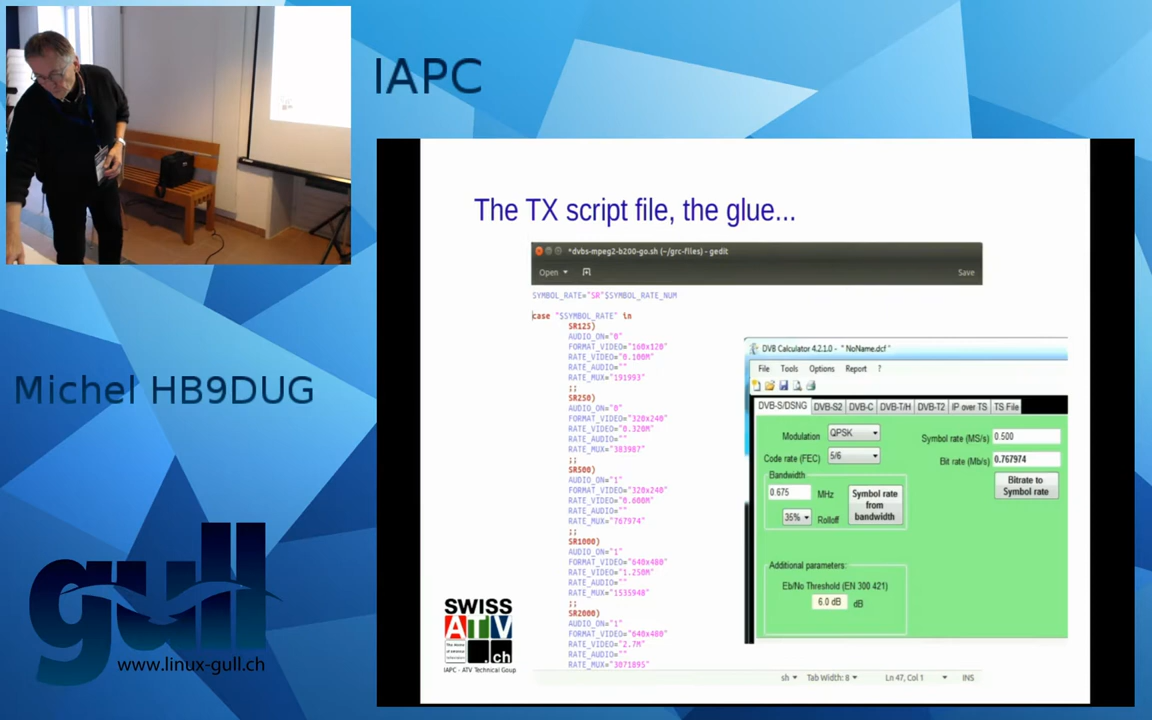 IAPC
The TX script file, the glue...
*dvbs-mpeg2-b200-go.sh (~/grc-files) - gedit
Open
Save
SYMBOL_RATE="SR"$SYMBOL_RATE_NUM
case "$SYMBOL_RATE" in
SR125)
AUDIO_ON="0"
FORMAT_VIDEO="160x120"
RATE_VIDEO="0.100M"
RATE_AUDIO=""
RATE_MUX="191993"
;;
SR250)
AUDIO_ON="0"
FORMAT_VIDEO="320x240"
RATE_VIDEO="0.320M"
RATE_AUDIO=""
RATE_MUX="383987"
;;
SR500)
AUDIO_ON="1"
FORMAT_VIDEO="320x240"
RATE_VIDEO="0.600M"
RATE_AUDIO=""
RATE_MUX="767974"
;;
SR1000)
AUDIO_ON="1"
FORMAT_VIDEO="640x480"
RATE_VIDEO="1.250M"
RATE_AUDIO=""
RATE_MUX="1535948"
;;
SR2000)
AUDIO_ON="1"
FORMAT_VIDEO="640x480"
RATE_VIDEO="2.7M"
RATE_AUDIO=""
RATE_MUX="3071895"
sh Tab Width: 8 Ln 47, Col 1 INS
DVB Calculator 4.2.1.0 - " NoName.dcf "
File Tools Options Report ?
DVB-S/DSNG DVB-S2 DVB-C DVB-T/H DVB-T2 IP over TS TS File
Modulation QPSK
Symbol rate (MS/s) 0.500
Code rate (FEC) 5/6
Bit rate (Mb/s) 0.767974
Bandwidth
0.675 MHz
35% Rolloff
Symbol rate
from
bandwidth
Bitrate to
Symbol rate
Additional parameters:
Eb/No Threshold (EN 300 421)
6.0 dB dB
SWISS
ATV
.ch
IAPC - ATV Technical Goup
Michel HB9DUG
gull
www.linux-gull.ch